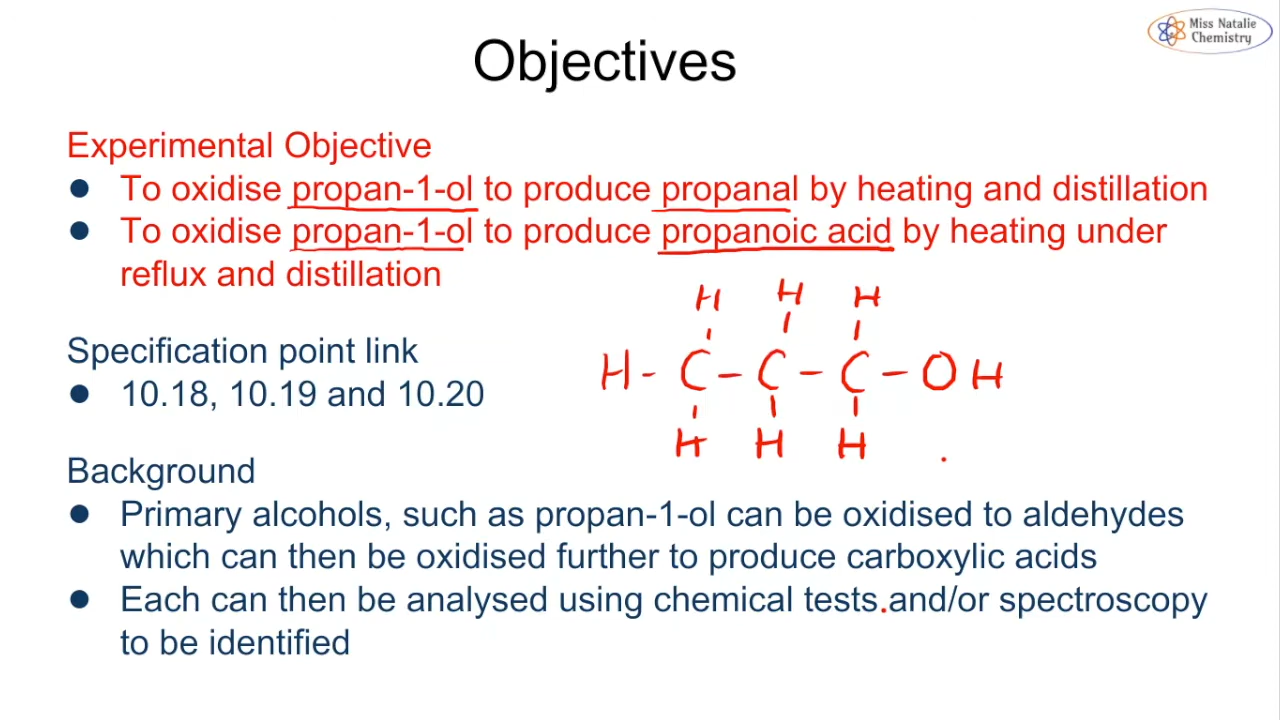 Miss Natalie
Chemistry
Objectives
Experimental Objective
● To oxidise propan-1-ol to produce propanal by heating and distillation
● To oxidise propan-1-ol to produce propanoic acid by heating under
reflux and distillation
Specification point link
● 10.18, 10.19 and 10.20
H H H
H - C - C - C - O H
H H H
Background
● Primary alcohols, such as propan-1-ol can be oxidised to aldehydes
which can then be oxidised further to produce carboxylic acids
● Each can then be analysed using chemical tests and/or spectroscopy
to be identified